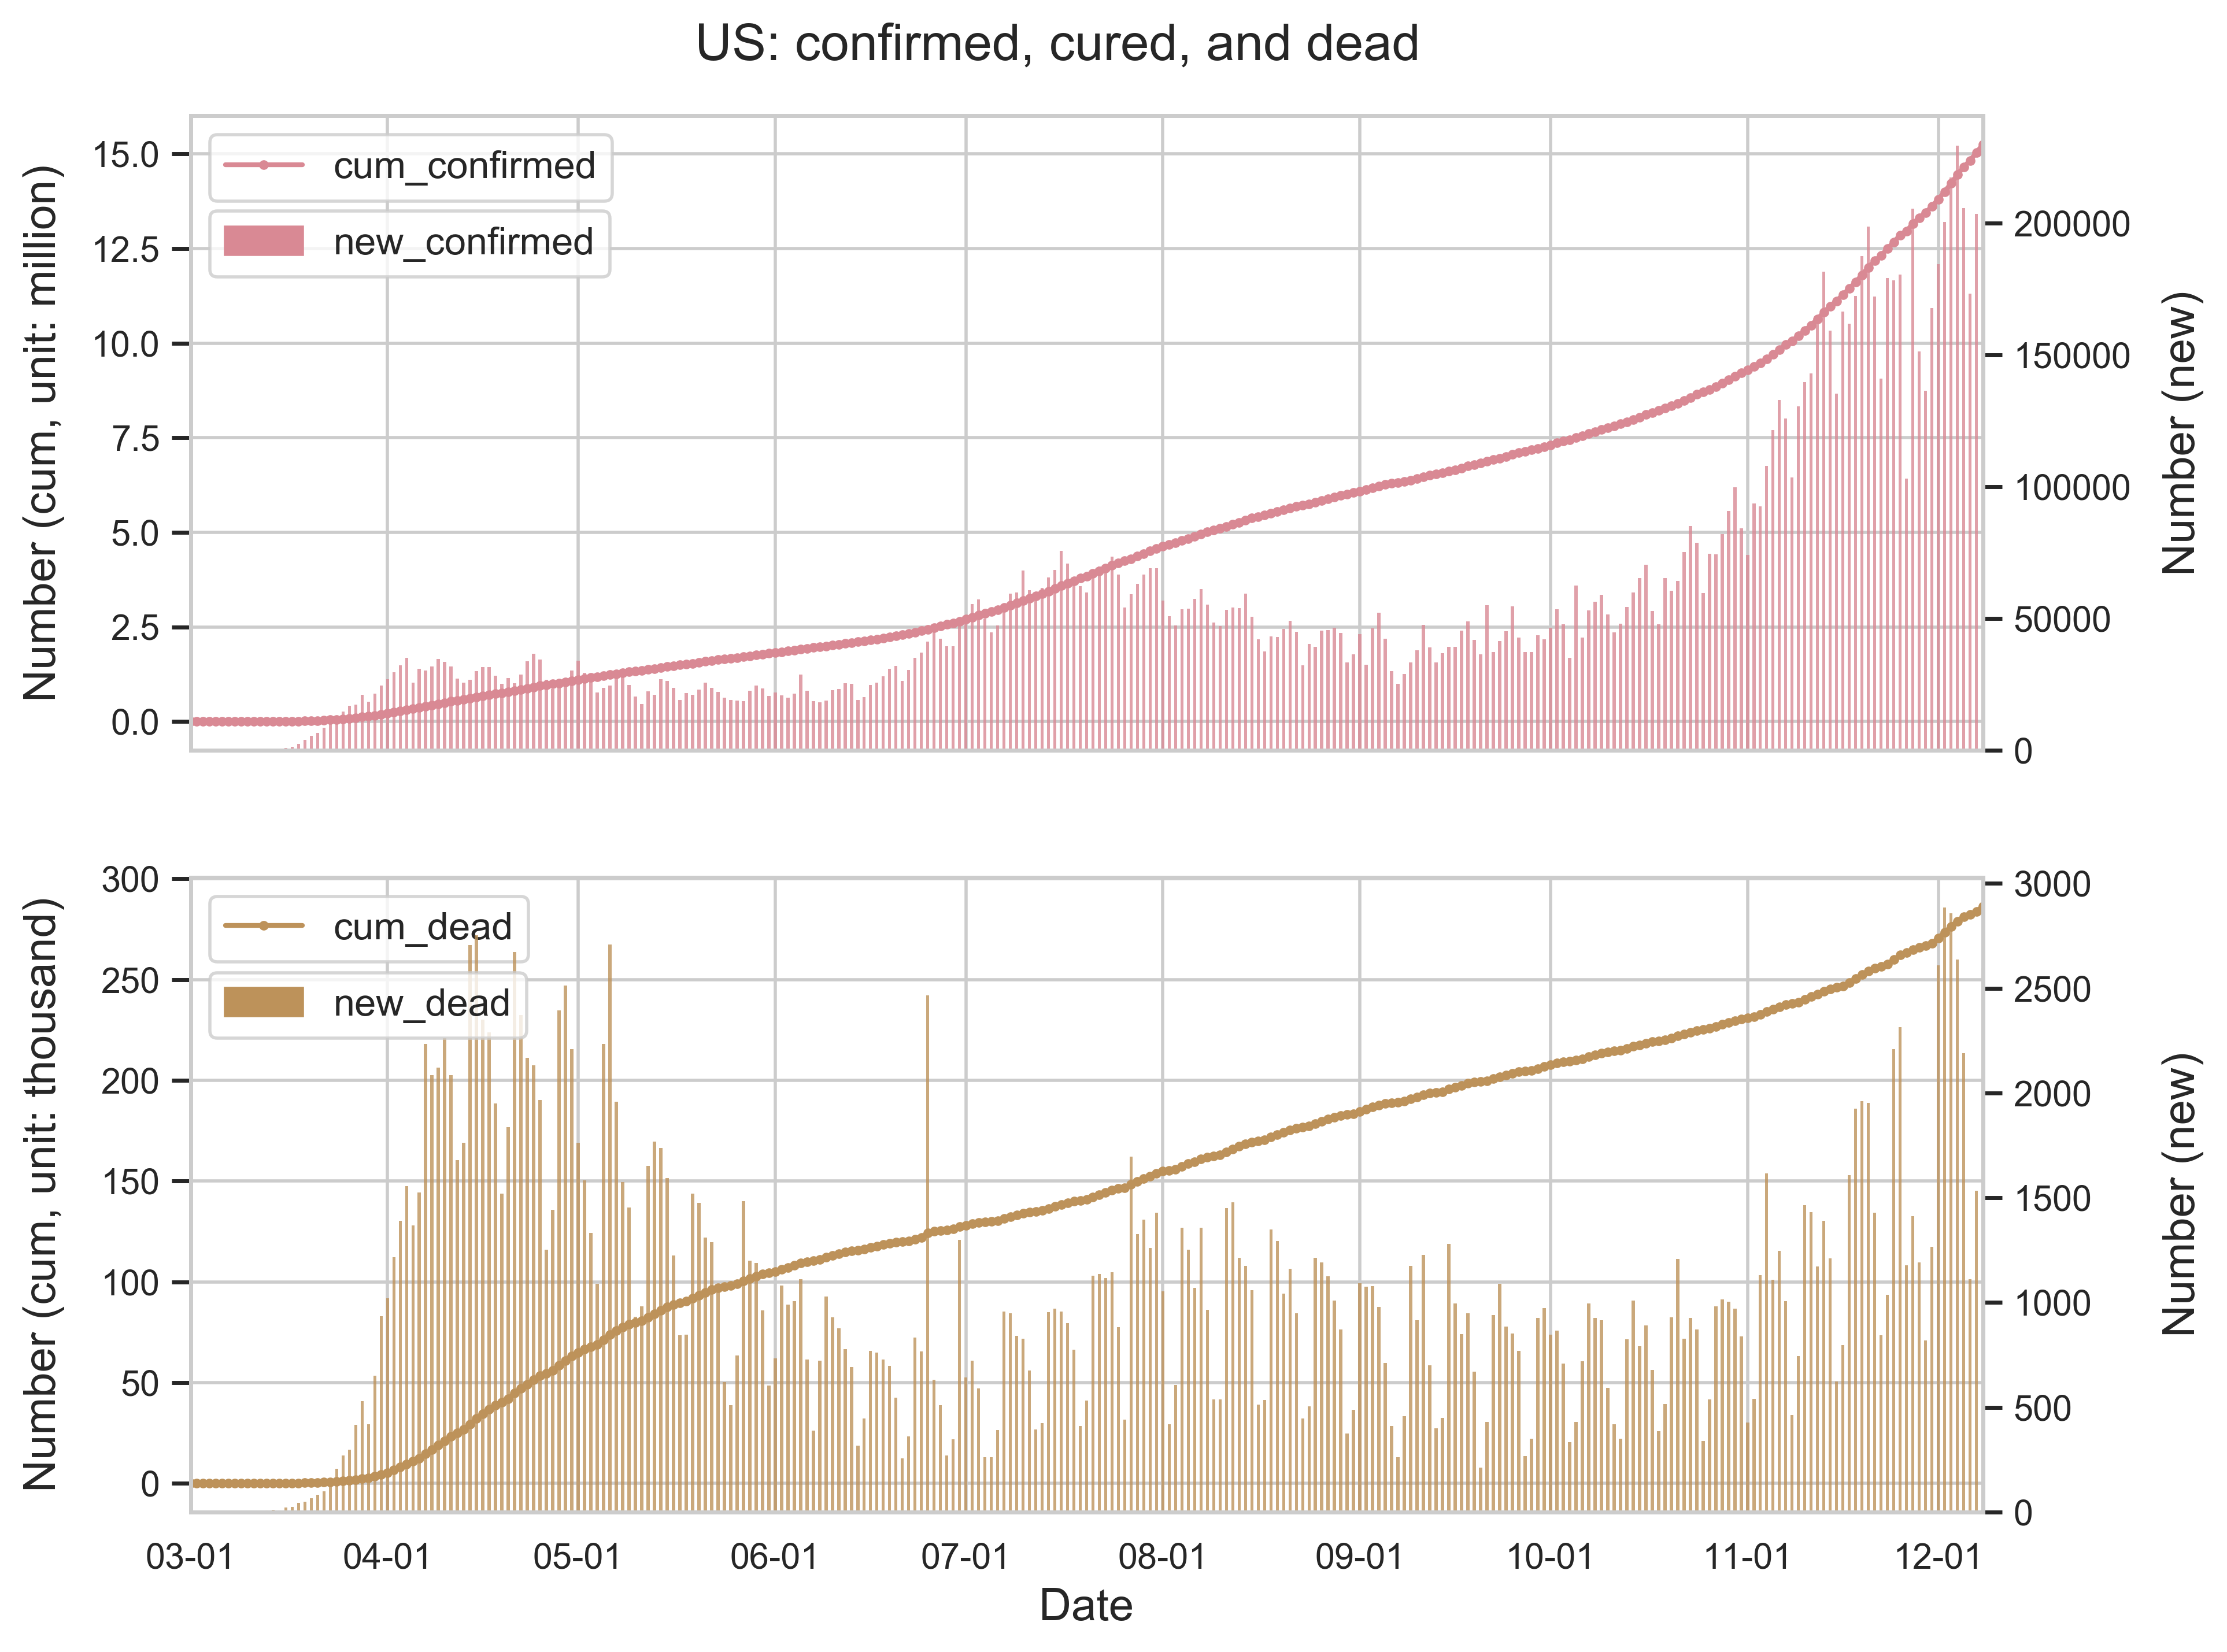 US: confirmed, cured, and dead
Number (cum, unit: million)
15.0
12.5
10.0
7.5
5.0
2.5
0.0
cum_confirmed
new_confirmed
200000
150000
100000
50000
0
Number (new)
Number (cum, unit: thousand)
300
250
200
150
100
50
0
cum_dead
new_dead
3000
2500
2000
1500
1000
500
0
Number (new)
03-01 04-01 05-01 06-01 07-01 08-01 09-01 10-01 11-01 12-01
Date